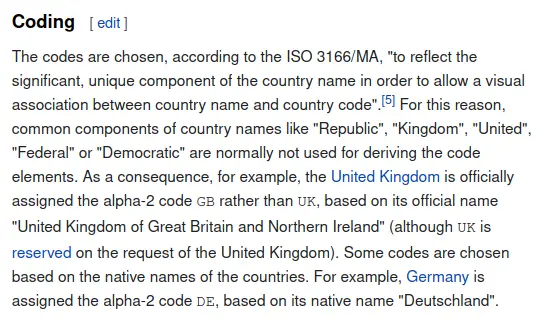 Coding [ edit ]
The codes are chosen, according to the ISO 3166/MA, "to reflect the
significant, unique component of the country name in order to allow a visual
association between country name and country code".[5] For this reason,
common components of country names like "Republic", "Kingdom", "United",
"Federal" or "Democratic" are normally not used for deriving the code
elements. As a consequence, for example, the United Kingdom is officially
assigned the alpha-2 code GB rather than UK, based on its official name
"United Kingdom of Great Britain and Northern Ireland" (although UK is
reserved on the request of the United Kingdom). Some codes are chosen
based on the native names of the countries. For example, Germany is
assigned the alpha-2 code DE, based on its native name "Deutschland".